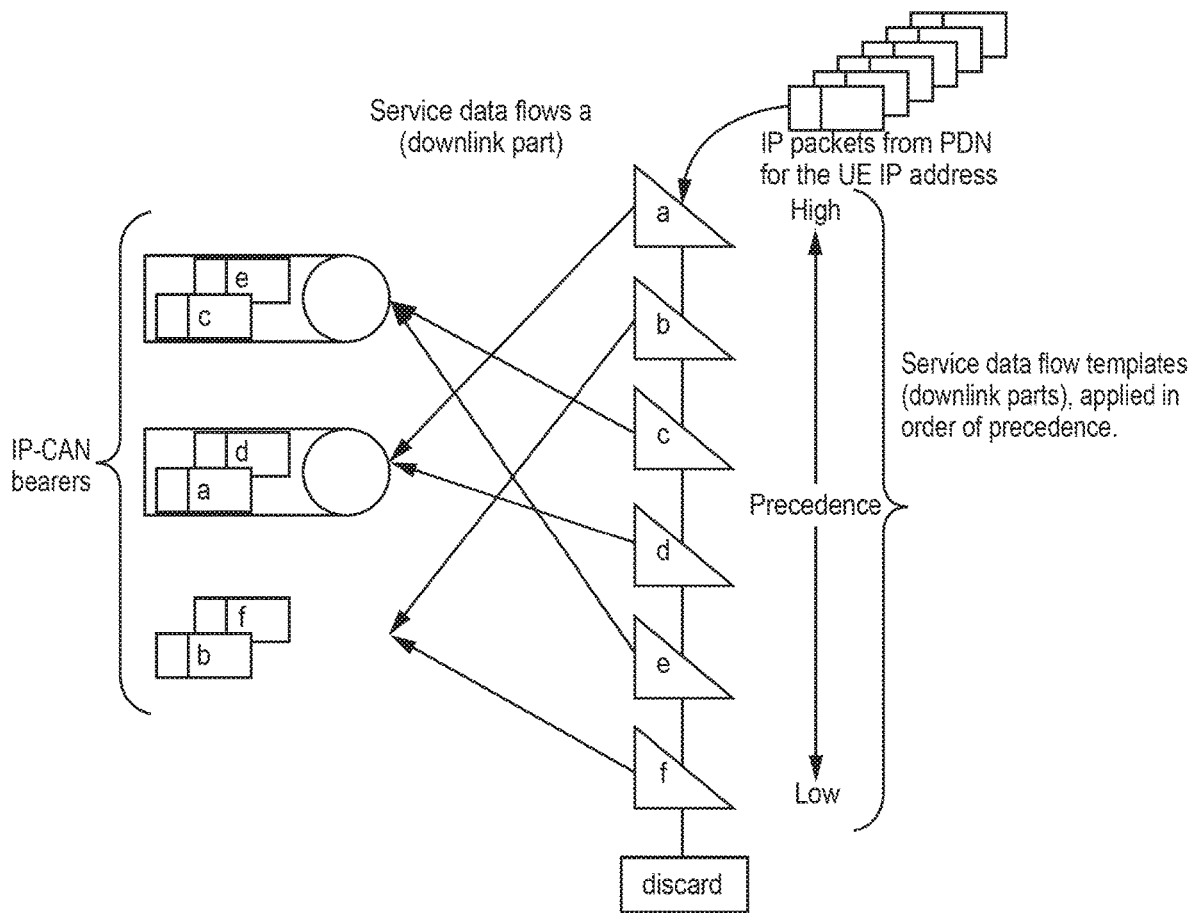 Service data flows a
(downlink part)
IP packets from PDN
for the UE IP address
High
a
e
c
b
Service data flow templates
(downlink parts), applied in
order of precedence.
c
IP-CAN
bearers
d
a
Precedence
d
f
b
e
f
Low
discard